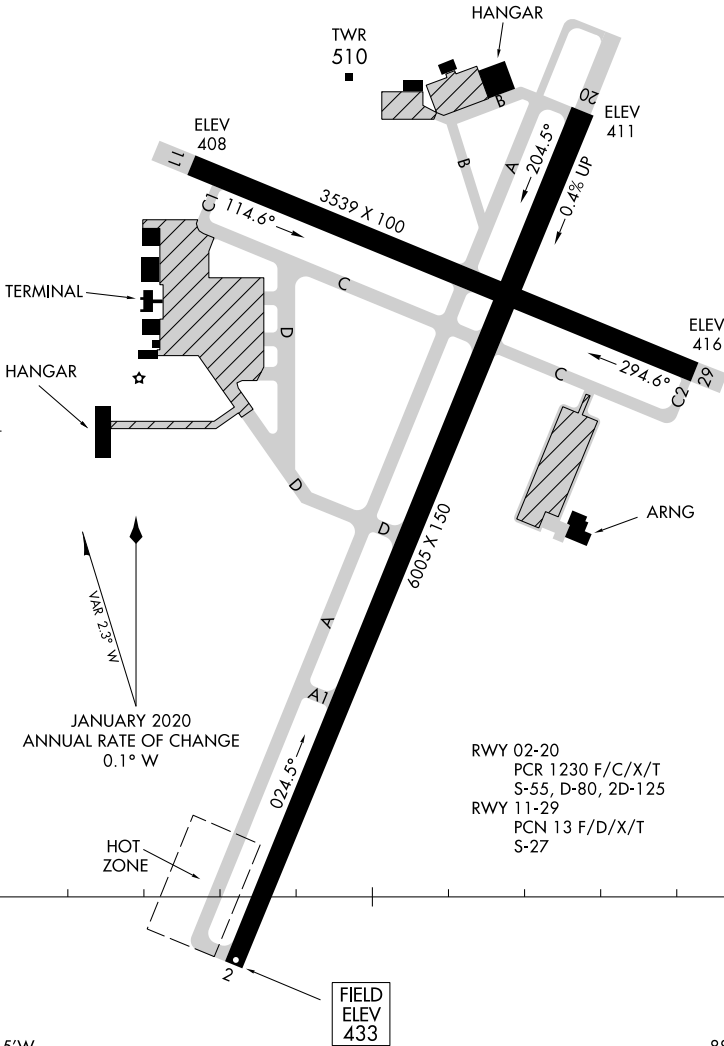 HANGAR
TWR
510
20
ELEV
411
B
ELEV
408
11
A
204.5°
B
0.4% UP
3539 X 100
C1
114.6°
C
TERMINAL
D
ELEV
416
HANGAR
C
294.6°
29
C2
D
ARNG
D
6005 X 150
VAR 2.3° W
A
A1
JANUARY 2020
ANNUAL RATE OF CHANGE
0.1° W
024.5°
RWY 02-20
PCR 1230 F/C/X/T
S-55, D-80, 2D-125
RWY 11-29
PCN 13 F/D/X/T
S-27
HOT
ZONE
2
FIELD
ELEV
433
5'W